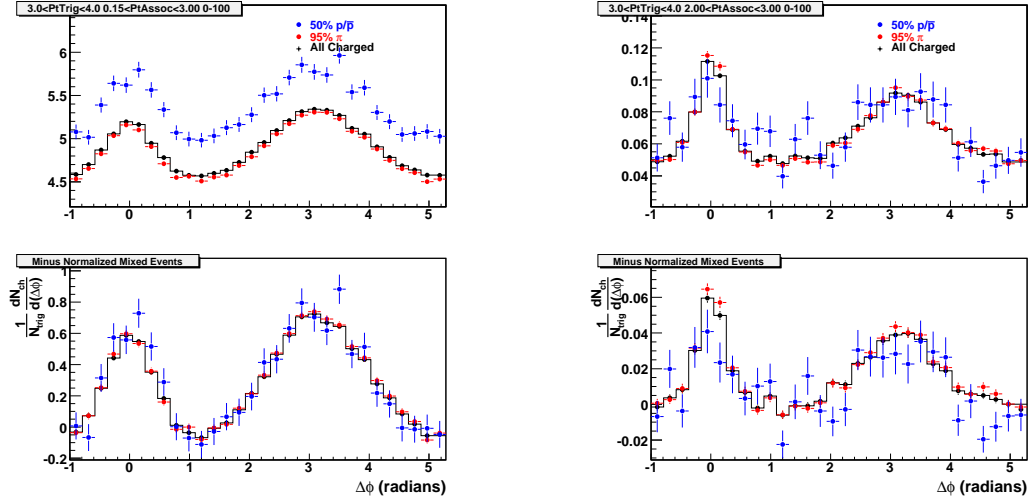 3.0<PtTrig<4.0 0.15<PtAssoc<3.00 0-100
50% p/p̅
95% π
All Charged
6
5.5
5
4.5
-1 0 1 2 3 4 5
3.0<PtTrig<4.0 2.00<PtAssoc<3.00 0-100
50% p/p̅
95% π
All Charged
0.14
0.12
0.1
0.08
0.06
0.04
-1 0 1 2 3 4 5
Minus Normalized Mixed Events
1/N_trig dN_ch/d(Δϕ)
1
0.8
0.6
0.4
0.2
0
-0.2
-1 0 1 2 3 4 5
Δϕ (radians)
Minus Normalized Mixed Events
1/N_trig dN_ch/d(Δϕ)
0.06
0.04
0.02
0
-0.02
-1 0 1 2 3 4 5
Δϕ (radians)